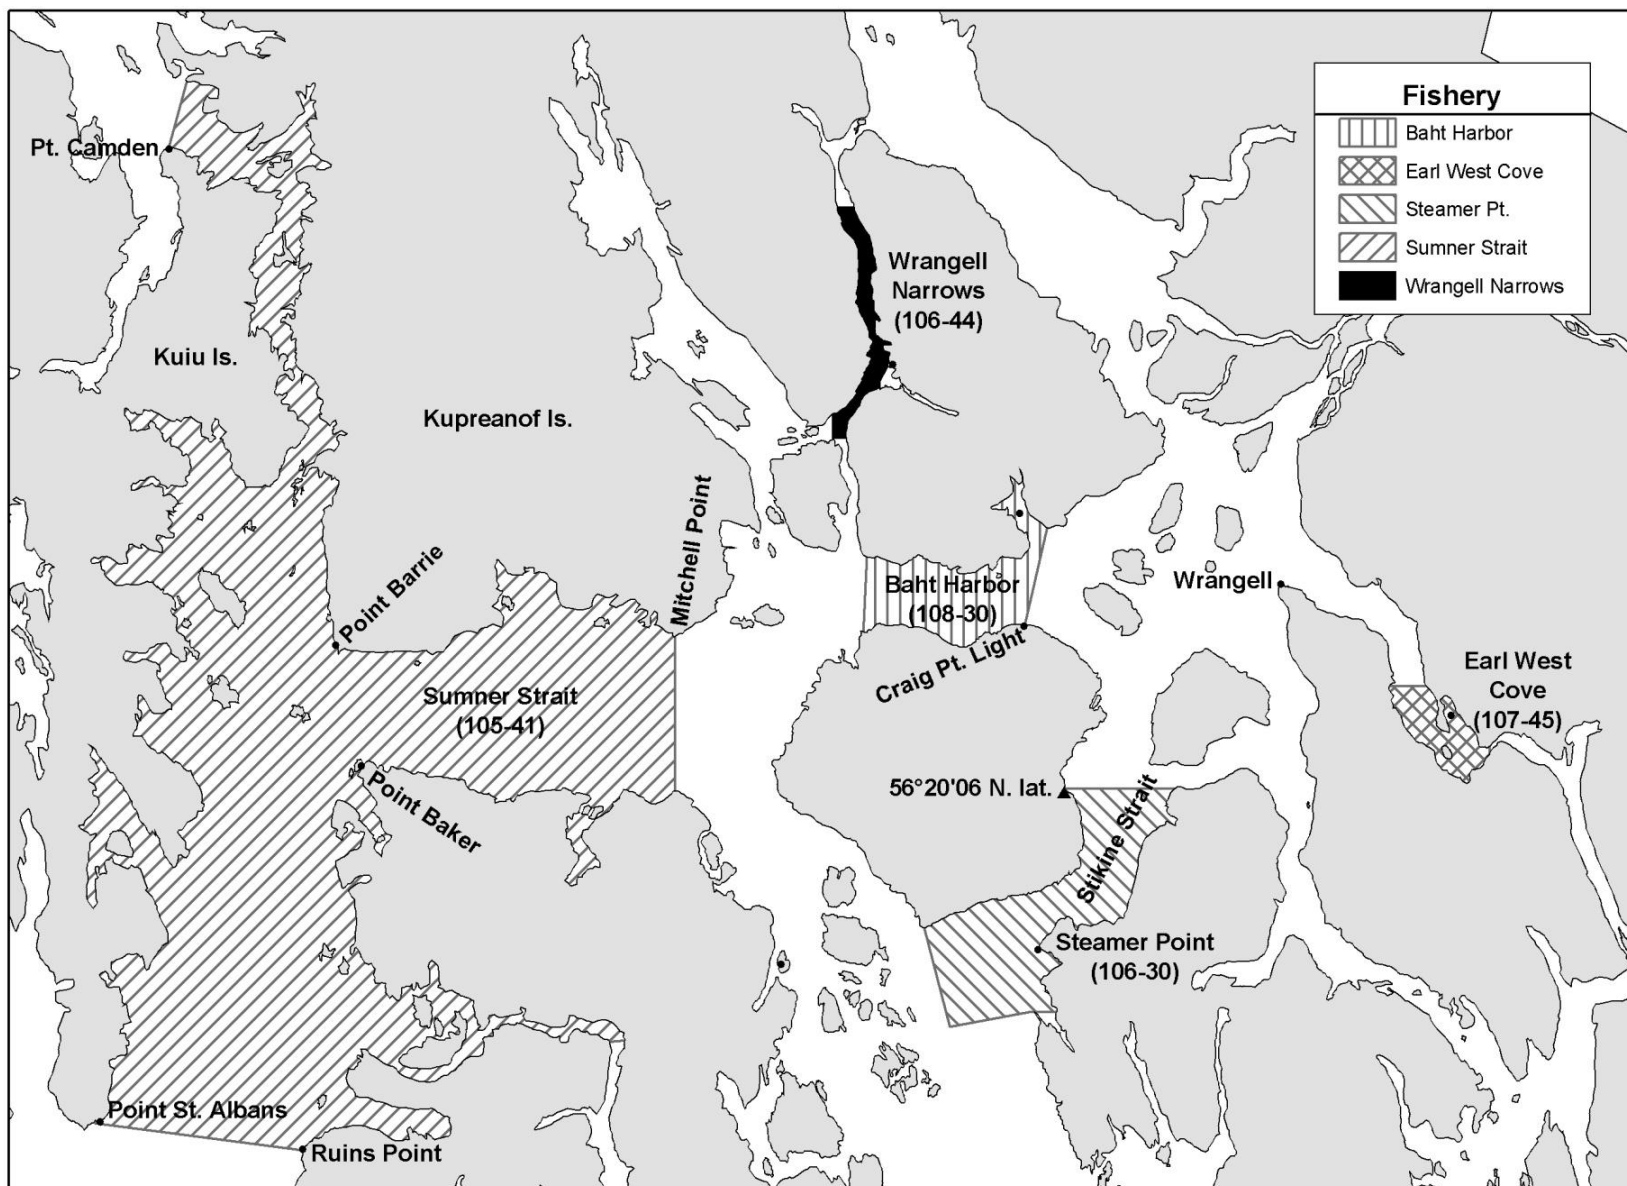 Fishery
Baht Harbor
Earl West Cove
Steamer Pt.
Sumner Strait
Wrangell Narrows
Pt. Camden
Wrangell
Narrows
(106-44)
Kuiu Is.
Kupreanof Is.
Mitchell Point
Point Barrie
Baht Harbor
(108-30)
Wrangell
Craig Pt. Light
Earl West
Cove
(107-45)
Sumner Strait
(105-41)
Point Baker
56°20'06 N. lat.
Stikine Strait
Steamer Point
(106-30)
Point St. Albans
Ruins Point